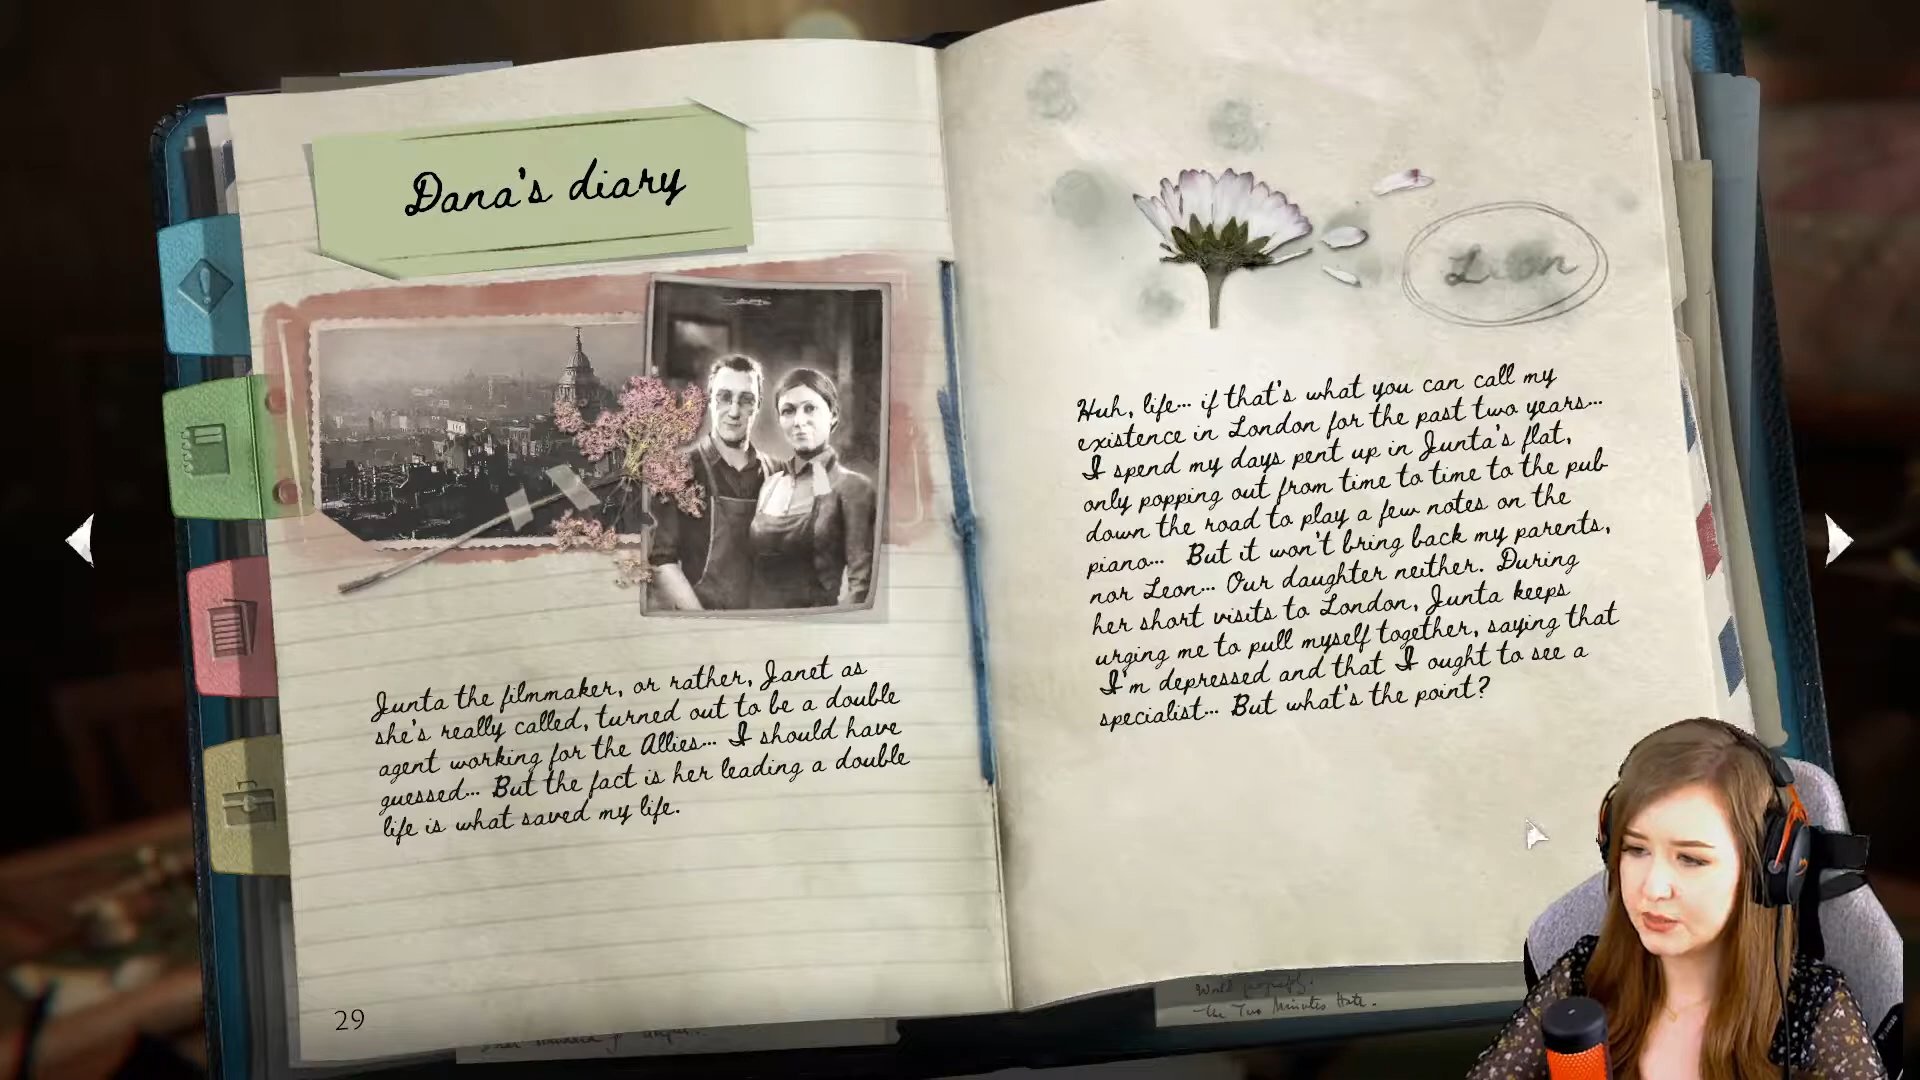 Dana's diary
Junta the filmmaker, or rather, Janet as
she's really called, turned out to be a double
agent working for the Allies... I should have
guessed... But the fact is her leading a double
life is what saved my life.
29
Leon
Huh, life... if that's what you can call my
existence in London for the past two years...
I spend my days pent up in Junta's flat,
only popping out from time to time to the pub
down the road to play a few notes on the
piano... But it won't bring back my parents,
nor Leon... Our daughter neither. During
her short visits to London, Junta keeps
urging me to pull myself together, saying that
I'm depressed and that I ought to see a
specialist... But what's the point?
World
The Two Minutes Hate.